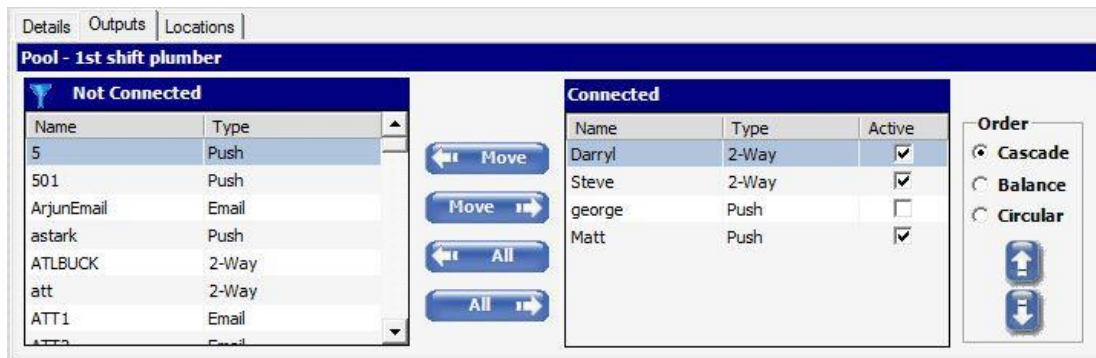 Details Outputs Locations
Pool - 1st shift plumber
Not Connected
Name Type
5 Push
501 Push
ArjunEmail Email
astark Push
ATLBUCK 2-Way
att 2-Way
ATT1 Email
Move
Move
All
All
Connected
Name Type Active
Darryl 2-Way
Steve 2-Way
george Push
Matt Push
Order
Cascade
Balance
Circular